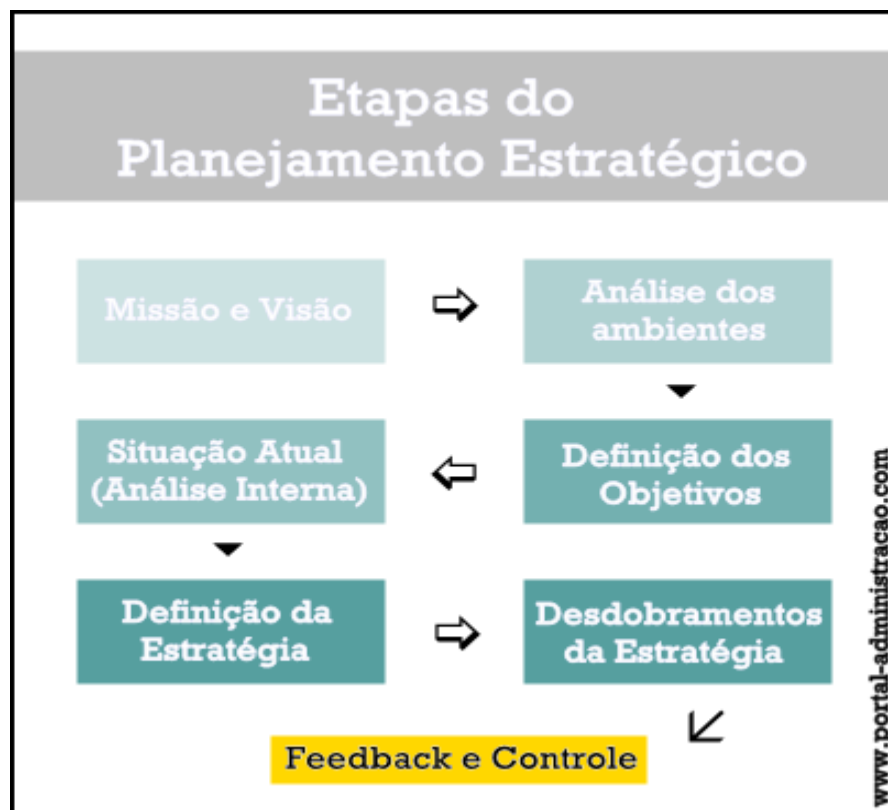 Etapas do
Planejamento Estratégico
Missão e Visão
Análise dos
ambientes
Situação Atual
(Análise Interna)
Definição dos
Objetivos
Definição da
Estratégia
Desdobramentos
da Estratégia
Feedback e Controle
www.portal-administracao.com